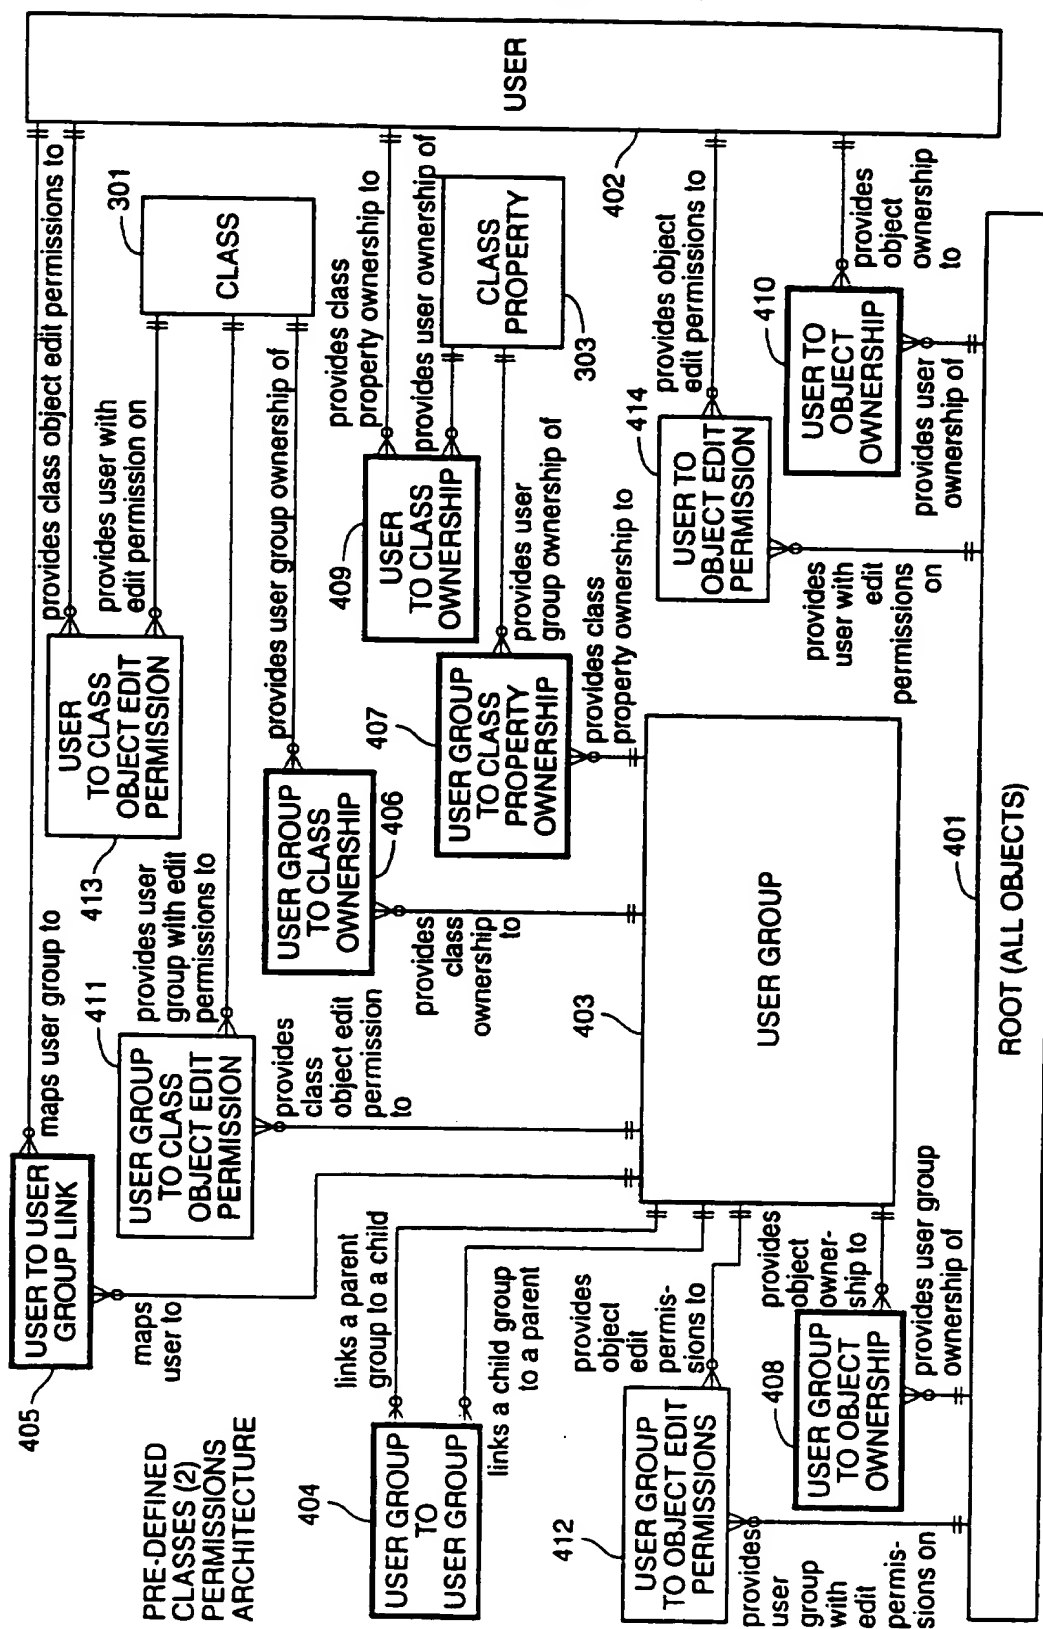 PRE-DEFINED
CLASSES (2)
PERMISSIONS
ARCHITECTURE
405
USER TO USER
GROUP LINK
maps user group to
maps
user to
411
USER GROUP
TO CLASS
OBJECT EDIT
PERMISSION
provides user
group with edit
permissions to
provides
class
object edit
permission
to
413
USER
TO CLASS
OBJECT EDIT
PERMISSION
provides class object edit permissions to
provides user with
edit permission on
301
CLASS
USER
402
USER GROUP
TO CLASS
OWNERSHIP
406
provides user group ownership of
provides
class
ownership
to
409
USER
TO CLASS
OWNERSHIP
provides class
property ownership to
provides user ownership of
CLASS
PROPERTY
303
407
USER GROUP
TO CLASS
PROPERTY
OWNERSHIP
provides user
group ownership of
provides class
property ownership to
404
USER GROUP
TO
USER GROUP
links a parent
group to a child
links a child group
to a parent
403
USER GROUP
414
USER TO
OBJECT EDIT
PERMISSION
provides object
edit permissions to
provides
user with
edit
permissions
on
410
USER TO
OBJECT
OWNERSHIP
provides
object
ownership
to
provides user
ownership of
412
USER GROUP
TO OBJECT EDIT
PERMISSIONS
provides
object
edit
permis-
sions to
provides
user
group
with
edit
permis-
sions on
408
USER GROUP
TO OBJECT
OWNERSHIP
provides
object
owner-
ship to
provides user group
ownership of
401
ROOT (ALL OBJECTS)